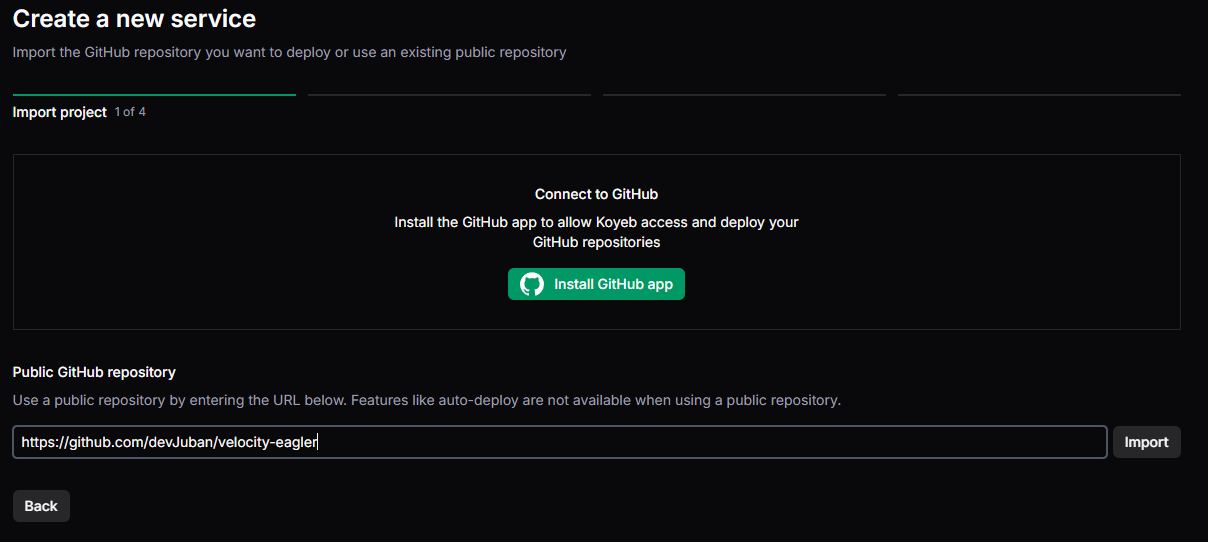 Create a new service
Import the GitHub repository you want to deploy or use an existing public repository
Import project 1 of 4
Connect to GitHub
Install the GitHub app to allow Koyeb access and deploy your
GitHub repositories
Install GitHub app
Public GitHub repository
Use a public repository by entering the URL below. Features like auto-deploy are not available when using a public repository.
https://github.com/devJuban/velocity-eagler
Import
Back